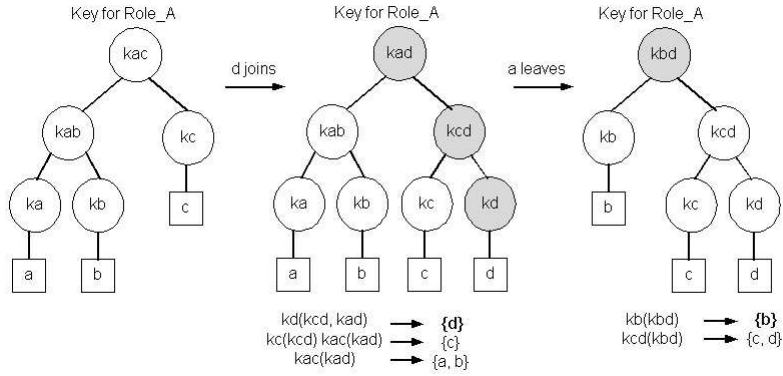 Key for Role_A Key for Role_A Key for Role_A
kac kad kbd
d joins a leaves
kab kc kab kcd kb kcd
ka kb c ka kb kc kd b kc kd
a b a b c d c d
kd(kcd, kad) {d} kb(kbd) {b}
kc(kcd) kac(kad) {c} kcd(kbd) {c, d}
kac(kad) {a, b}